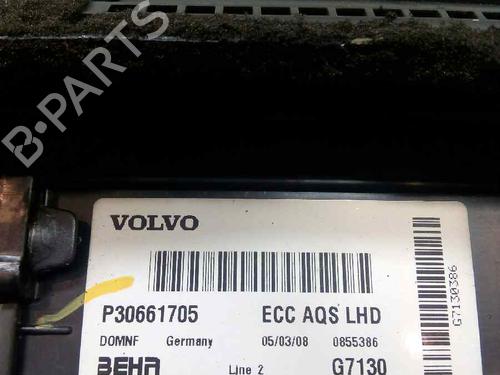 B-PARTS
VOLVO
P30661705 ECC AQS LHD
DOMNF Germany 05/03/08 0855386
BEHR Line 2 G7130
G7130386